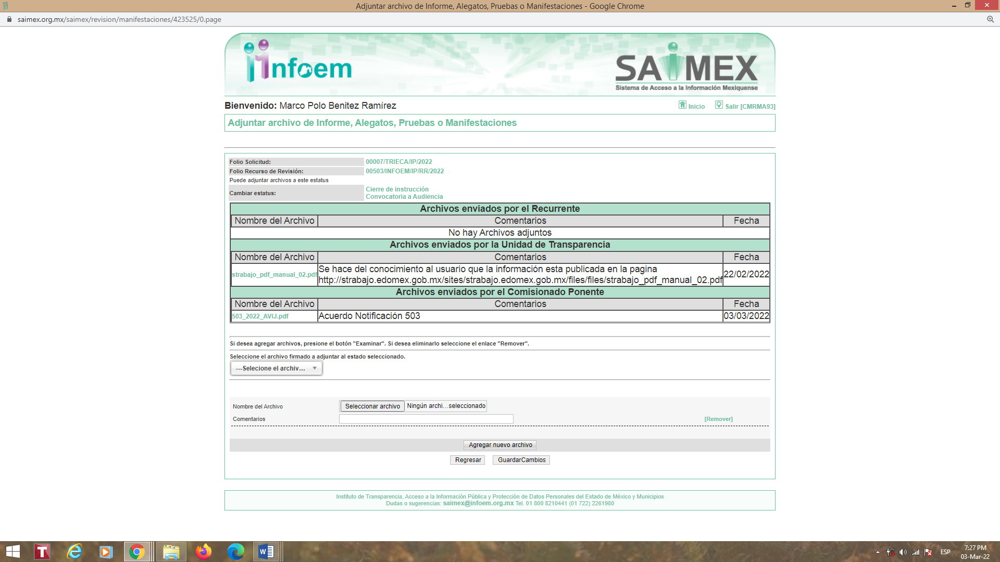 Adjuntar archivo de Informe, Alegatos, Pruebas o Manifestaciones - Google Chrome
saimex.org.mx/saimex/revision/manifestaciones/423525/0.page
infoem
SAIMEX
Sistema de Acceso a la Información Mexiquense
Bienvenido: Marco Polo Benitez Ramírez
Inicio Salir [CMRMA93]
Adjuntar archivo de Informe, Alegatos, Pruebas o Manifestaciones
Folio Solicitud: 00007/TRIECA/IP/2022
Folio Recurso de Revisión: 00503/INFOEM/IP/RR/2022
Puede adjuntar archivos a este estatus
Cambiar estatus: Cierre de instrucción
Convocatoria a Audiencia
Archivos enviados por el Recurrente
Nombre del Archivo Comentarios Fecha
No hay Archivos adjuntos
Archivos enviados por la Unidad de Transparencia
Nombre del Archivo Comentarios Fecha
strabajo_pdf_manual_02.pdf Se hace del conocimiento al usuario que la información esta publicada en la pagina
http://strabajo.edomex.gob.mx/sites/strabajo.edomex.gob.mx/files/files/strabajo_pdf_manual_02.pdf 22/02/2022
Archivos enviados por el Comisionado Ponente
Nombre del Archivo Comentarios Fecha
503_2022_AVIJ.pdf Acuerdo Notificación 503 03/03/2022
Si desea agregar archivos, presione el botón "Examinar". Si desea eliminarlo seleccione el enlace "Remover".
Seleccione el archivo firmado a adjuntar al estado seleccionado.
---Selecione el archiv...
Nombre del Archivo Seleccionar archivo Ningún archi...seleccionado
Comentarios [Remover]
Agregar nuevo archivo
Regresar GuardarCambios
Instituto de Transparencia, Acceso a la Información Pública y Protección de Datos Personales del Estado de México y Municipios
Dudas o sugerencias: saimex@infoem.org.mx Tel. 01 800 8210441 (01 722) 2261980
ESP
7:27 PM
03-Mar-22